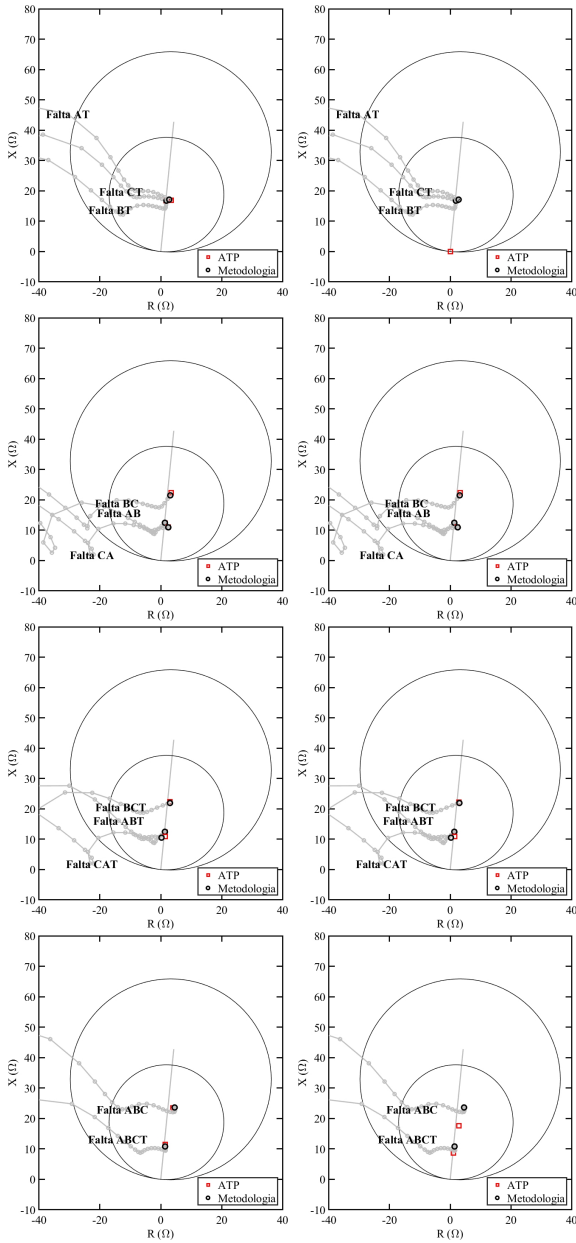 80
70
60
50
40
30
20
10
0
-10
X (Ω)
Falta AT
Falta CT
Falta BT
ATP
Metodologia
-40 -20 0 20 40
R (Ω)
80
70
60
50
40
30
20
10
0
-10
X (Ω)
Falta AT
Falta CT
Falta BT
ATP
Metodologia
-40 -20 0 20 40
R (Ω)
80
70
60
50
40
30
20
10
0
-10
X (Ω)
Falta BC
Falta AB
Falta CA
ATP
Metodologia
-40 -20 0 20 40
R (Ω)
80
70
60
50
40
30
20
10
0
-10
X (Ω)
Falta BC
Falta AB
Falta CA
ATP
Metodologia
-40 -20 0 20 40
R (Ω)
80
70
60
50
40
30
20
10
0
-10
X (Ω)
Falta BCT
Falta ABT
Falta CAT
ATP
Metodologia
-40 -20 0 20 40
R (Ω)
80
70
60
50
40
30
20
10
0
-10
X (Ω)
Falta BCT
Falta ABT
Falta CAT
ATP
Metodologia
-40 -20 0 20 40
R (Ω)
80
70
60
50
40
30
20
10
0
-10
X (Ω)
Falta ABC
Falta ABCT
ATP
Metodologia
-40 -20 0 20 40
R (Ω)
80
70
60
50
40
30
20
10
0
-10
X (Ω)
Falta ABC
Falta ABCT
ATP
Metodologia
-40 -20 0 20 40
R (Ω)